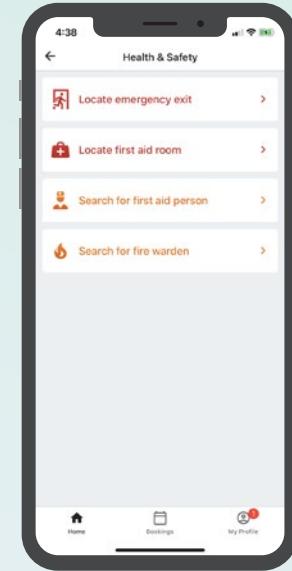 4:38
Health & Safety
Locate emergency exit
Locate first aid room
Search for first aid person
Search for fire warden
1
Home
Bookings
My Profile